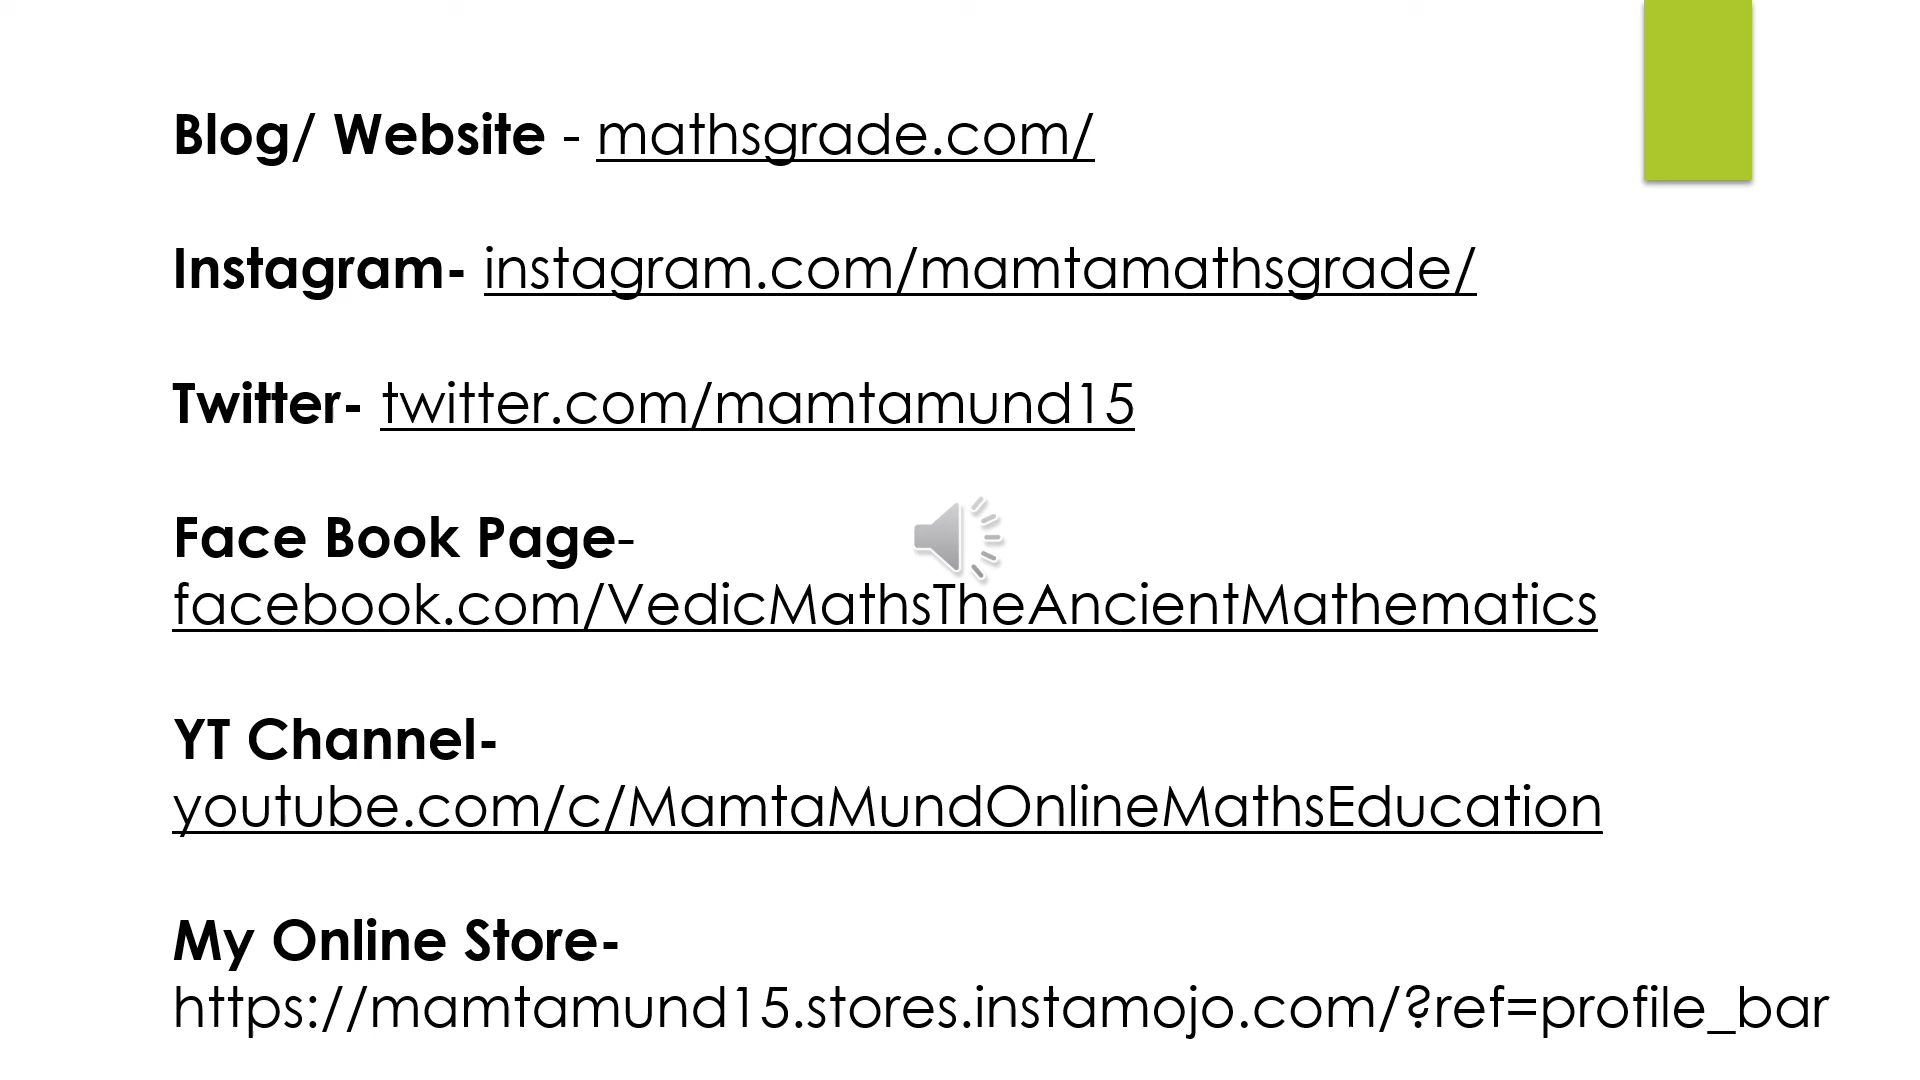 Blog/ Website - mathsgrade.com/
Instagram- instagram.com/mamtamathsgrade/
Twitter- twitter.com/mamtamund15
Face Book Page-
facebook.com/VedicMathsTheAncientMathematics
YT Channel-
youtube.com/c/MamtaMundOnlineMathsEducation
My Online Store-
https://mamtamund15.stores.instamojo.com/?ref=profile_bar